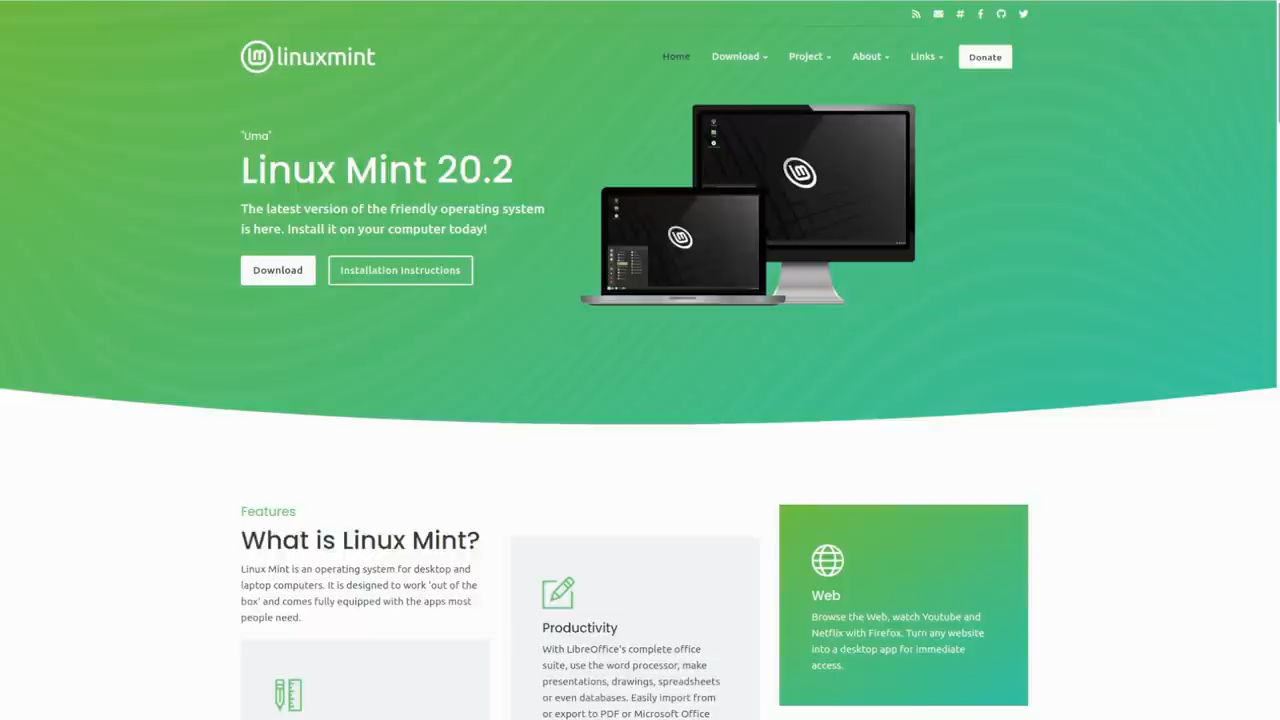 linuxmint
Home
Download
Project
About
Links
Donate
"Uma"
Linux Mint 20.2
The latest version of the friendly operating system
is here. Install it on your computer today!
Download
Installation Instructions
Features
What is Linux Mint?
Linux Mint is an operating system for desktop and
laptop computers. It is designed to work 'out of the
box' and comes fully equipped with the apps most
people need.
Productivity
With LibreOffice's complete office
suite, use the word processor, make
presentations, drawings, spreadsheets
or even databases. Easily import from
or export to PDF or Microsoft Office
Web
Browse the Web, watch Youtube and
Netflix with Firefox. Turn any website
into a desktop app for immediate
access.